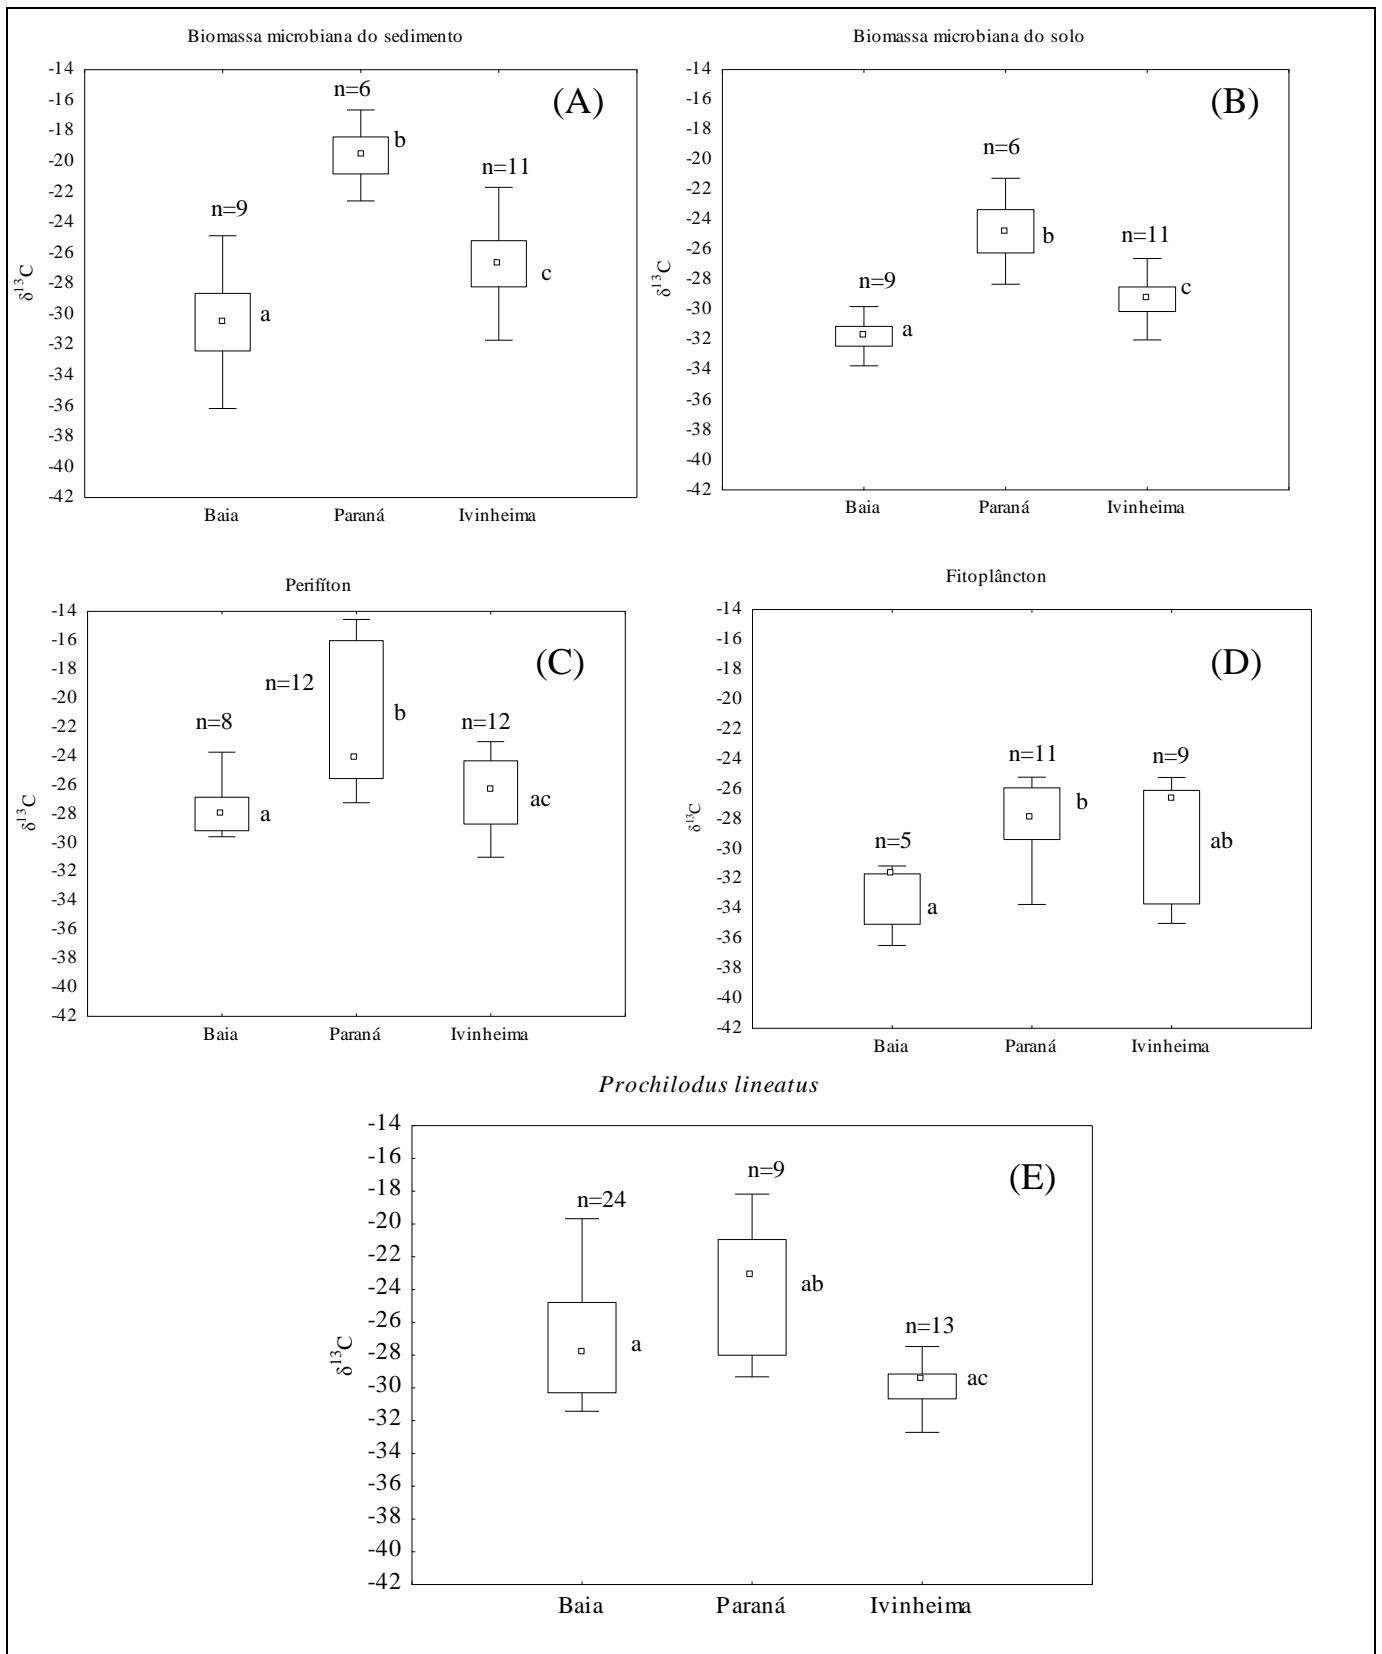 Biomassa microbiana do sedimento
(A)
δ13C
-14
-16
-18
-20
-22
-24
-26
-28
-30
-32
-34
-36
-38
-40
-42
n=9
a
n=6
b
n=11
c
Baia Paraná Ivinheima
Biomassa microbiana do solo
(B)
δ13C
-14
-16
-18
-20
-22
-24
-26
-28
-30
-32
-34
-36
-38
-40
-42
n=9
a
n=6
b
n=11
c
Baia Paraná Ivinheima
Perifíton
(C)
δ13C
-14
-16
-18
-20
-22
-24
-26
-28
-30
-32
-34
-36
-38
-40
-42
n=8
a
n=12
b
n=12
ac
Baia Paraná Ivinheima
Fitoplâncton
(D)
δ13C
-14
-16
-18
-20
-22
-24
-26
-28
-30
-32
-34
-36
-38
-40
-42
n=5
a
n=11
b
n=9
ab
Baia Paraná Ivinheima
Prochilodus lineatus
(E)
δ13C
-14
-16
-18
-20
-22
-24
-26
-28
-30
-32
-34
-36
-38
-40
-42
n=24
a
n=9
ab
n=13
ac
Baia Paraná Ivinheima